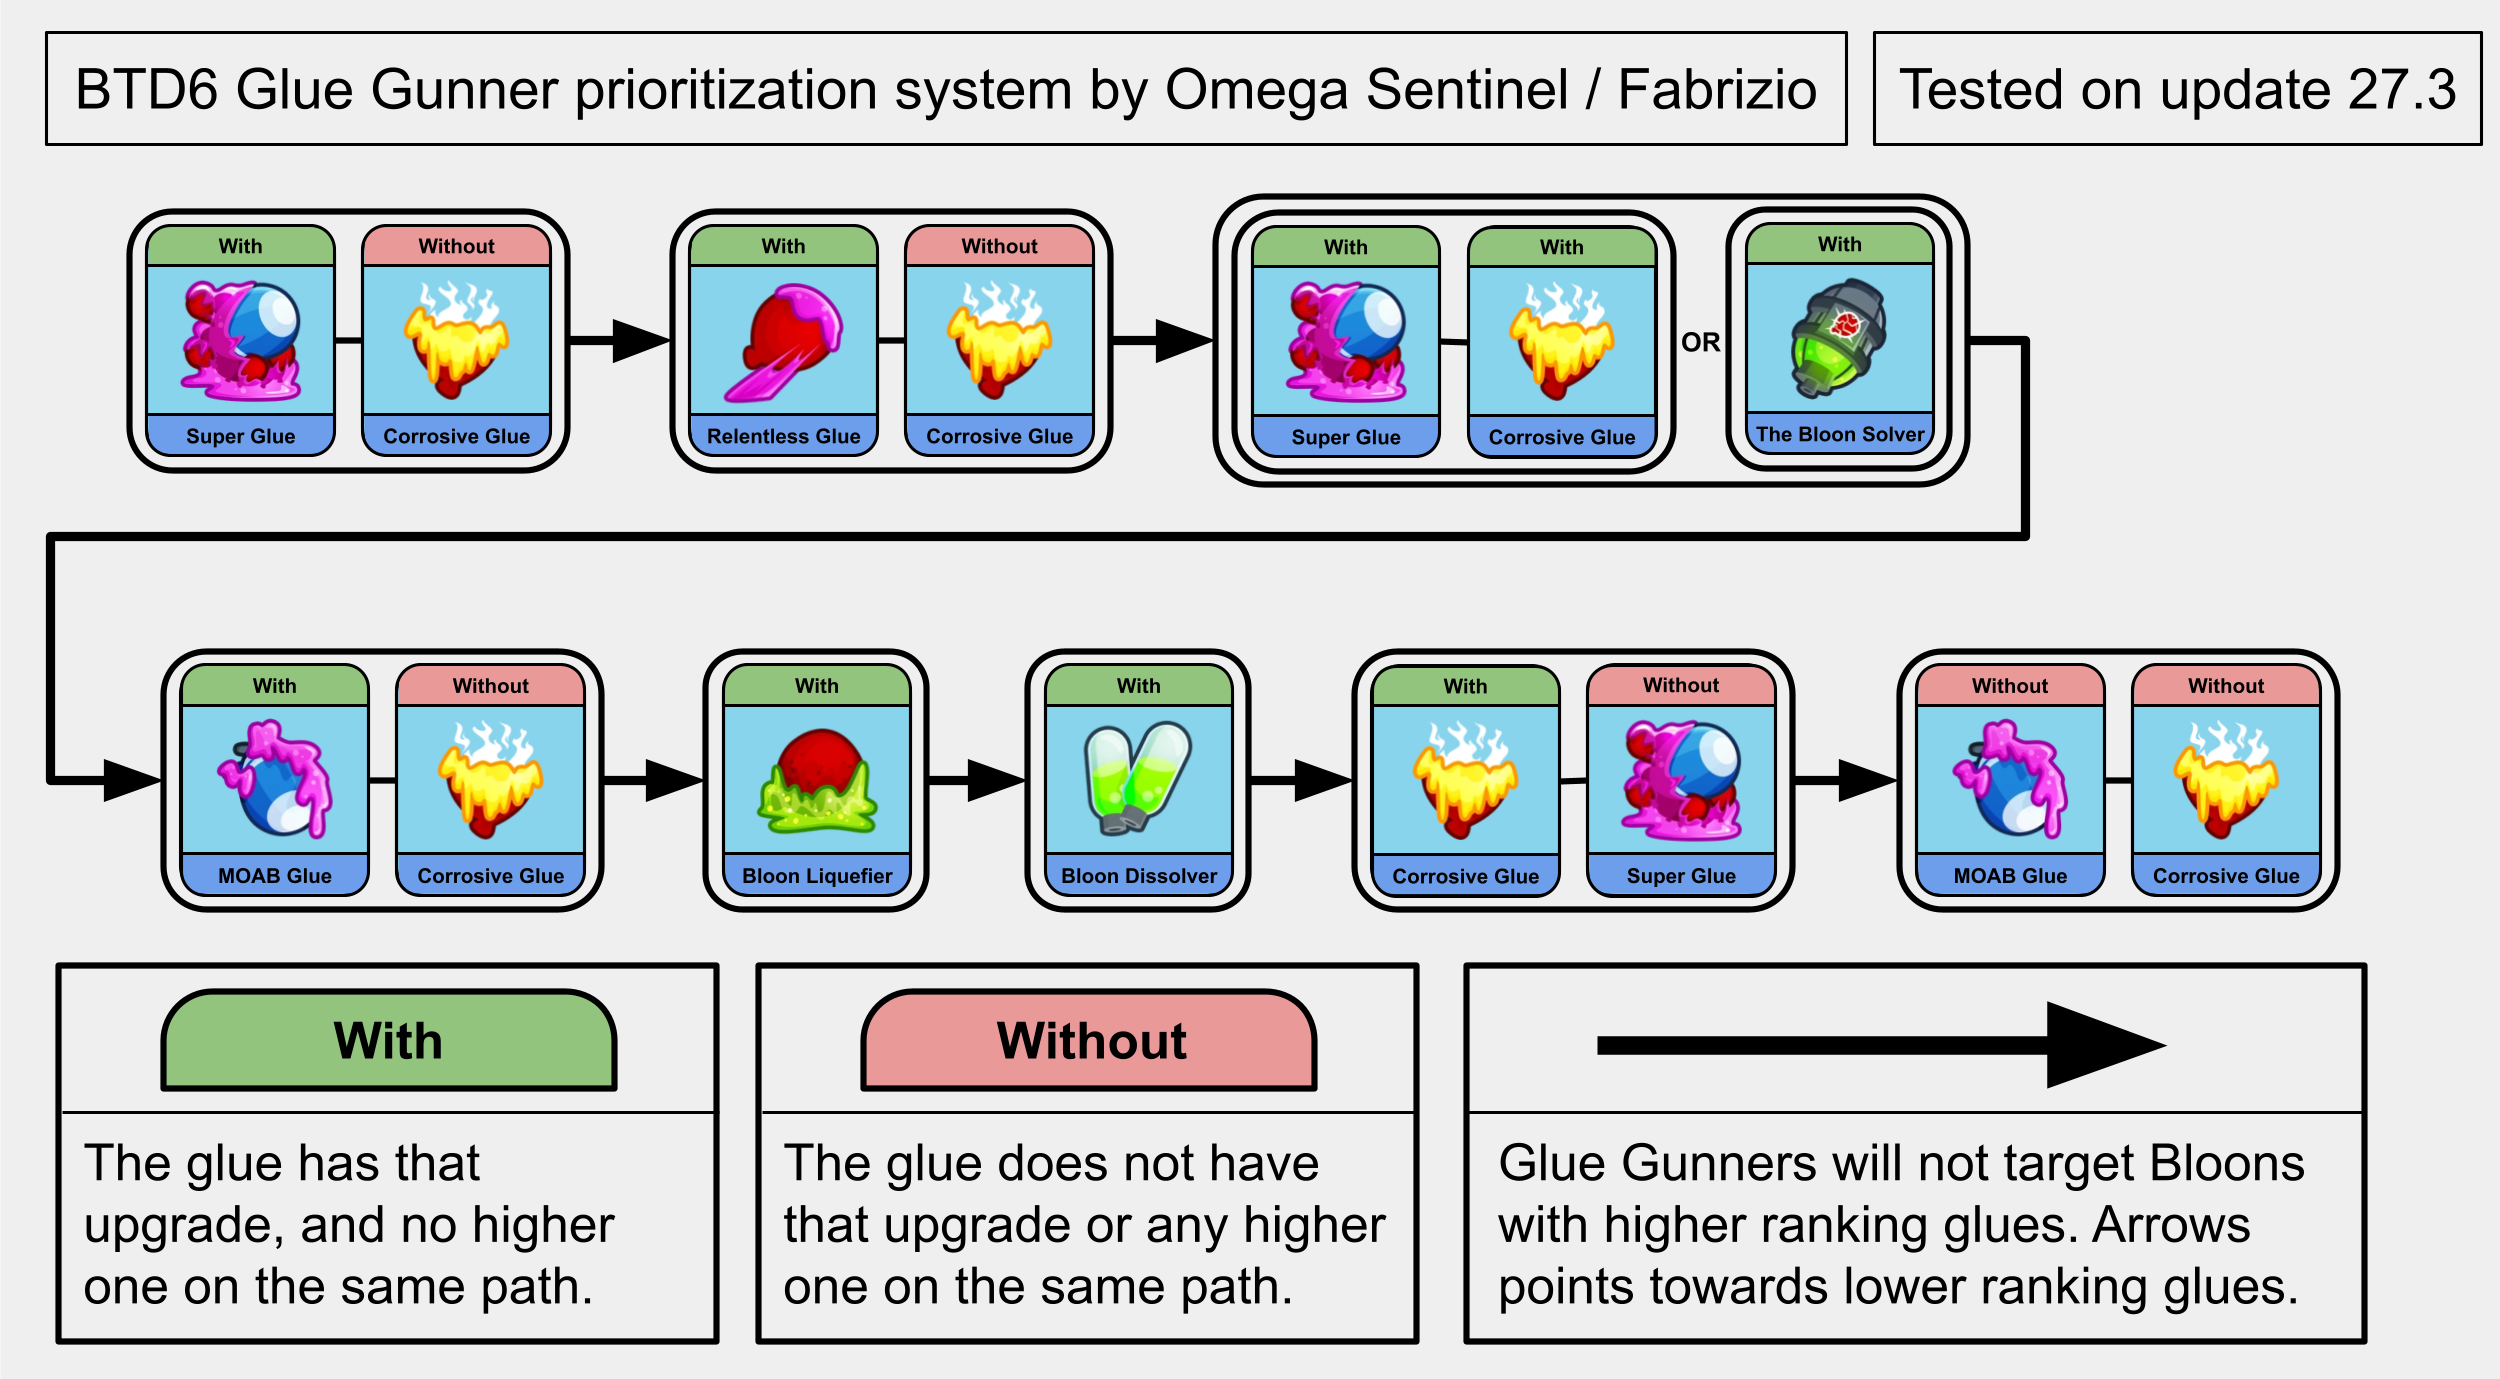 BTD6 Glue Gunner prioritization system by Omega Sentinel / Fabrizio
Tested on update 27.3
With
Super Glue
Without
Corrosive Glue
With
Relentless Glue
Without
Corrosive Glue
With
Super Glue
With
Corrosive Glue
OR
With
The Bloon Solver
With
MOAB Glue
Without
Corrosive Glue
With
Bloon Liquefier
With
Bloon Dissolver
With
Corrosive Glue
Without
Super Glue
Without
MOAB Glue
Without
Corrosive Glue
With
The glue has that
upgrade, and no higher
one on the same path.
Without
The glue does not have
that upgrade or any higher
one on the same path.
Glue Gunners will not target Bloons
with higher ranking glues. Arrows
points towards lower ranking glues.